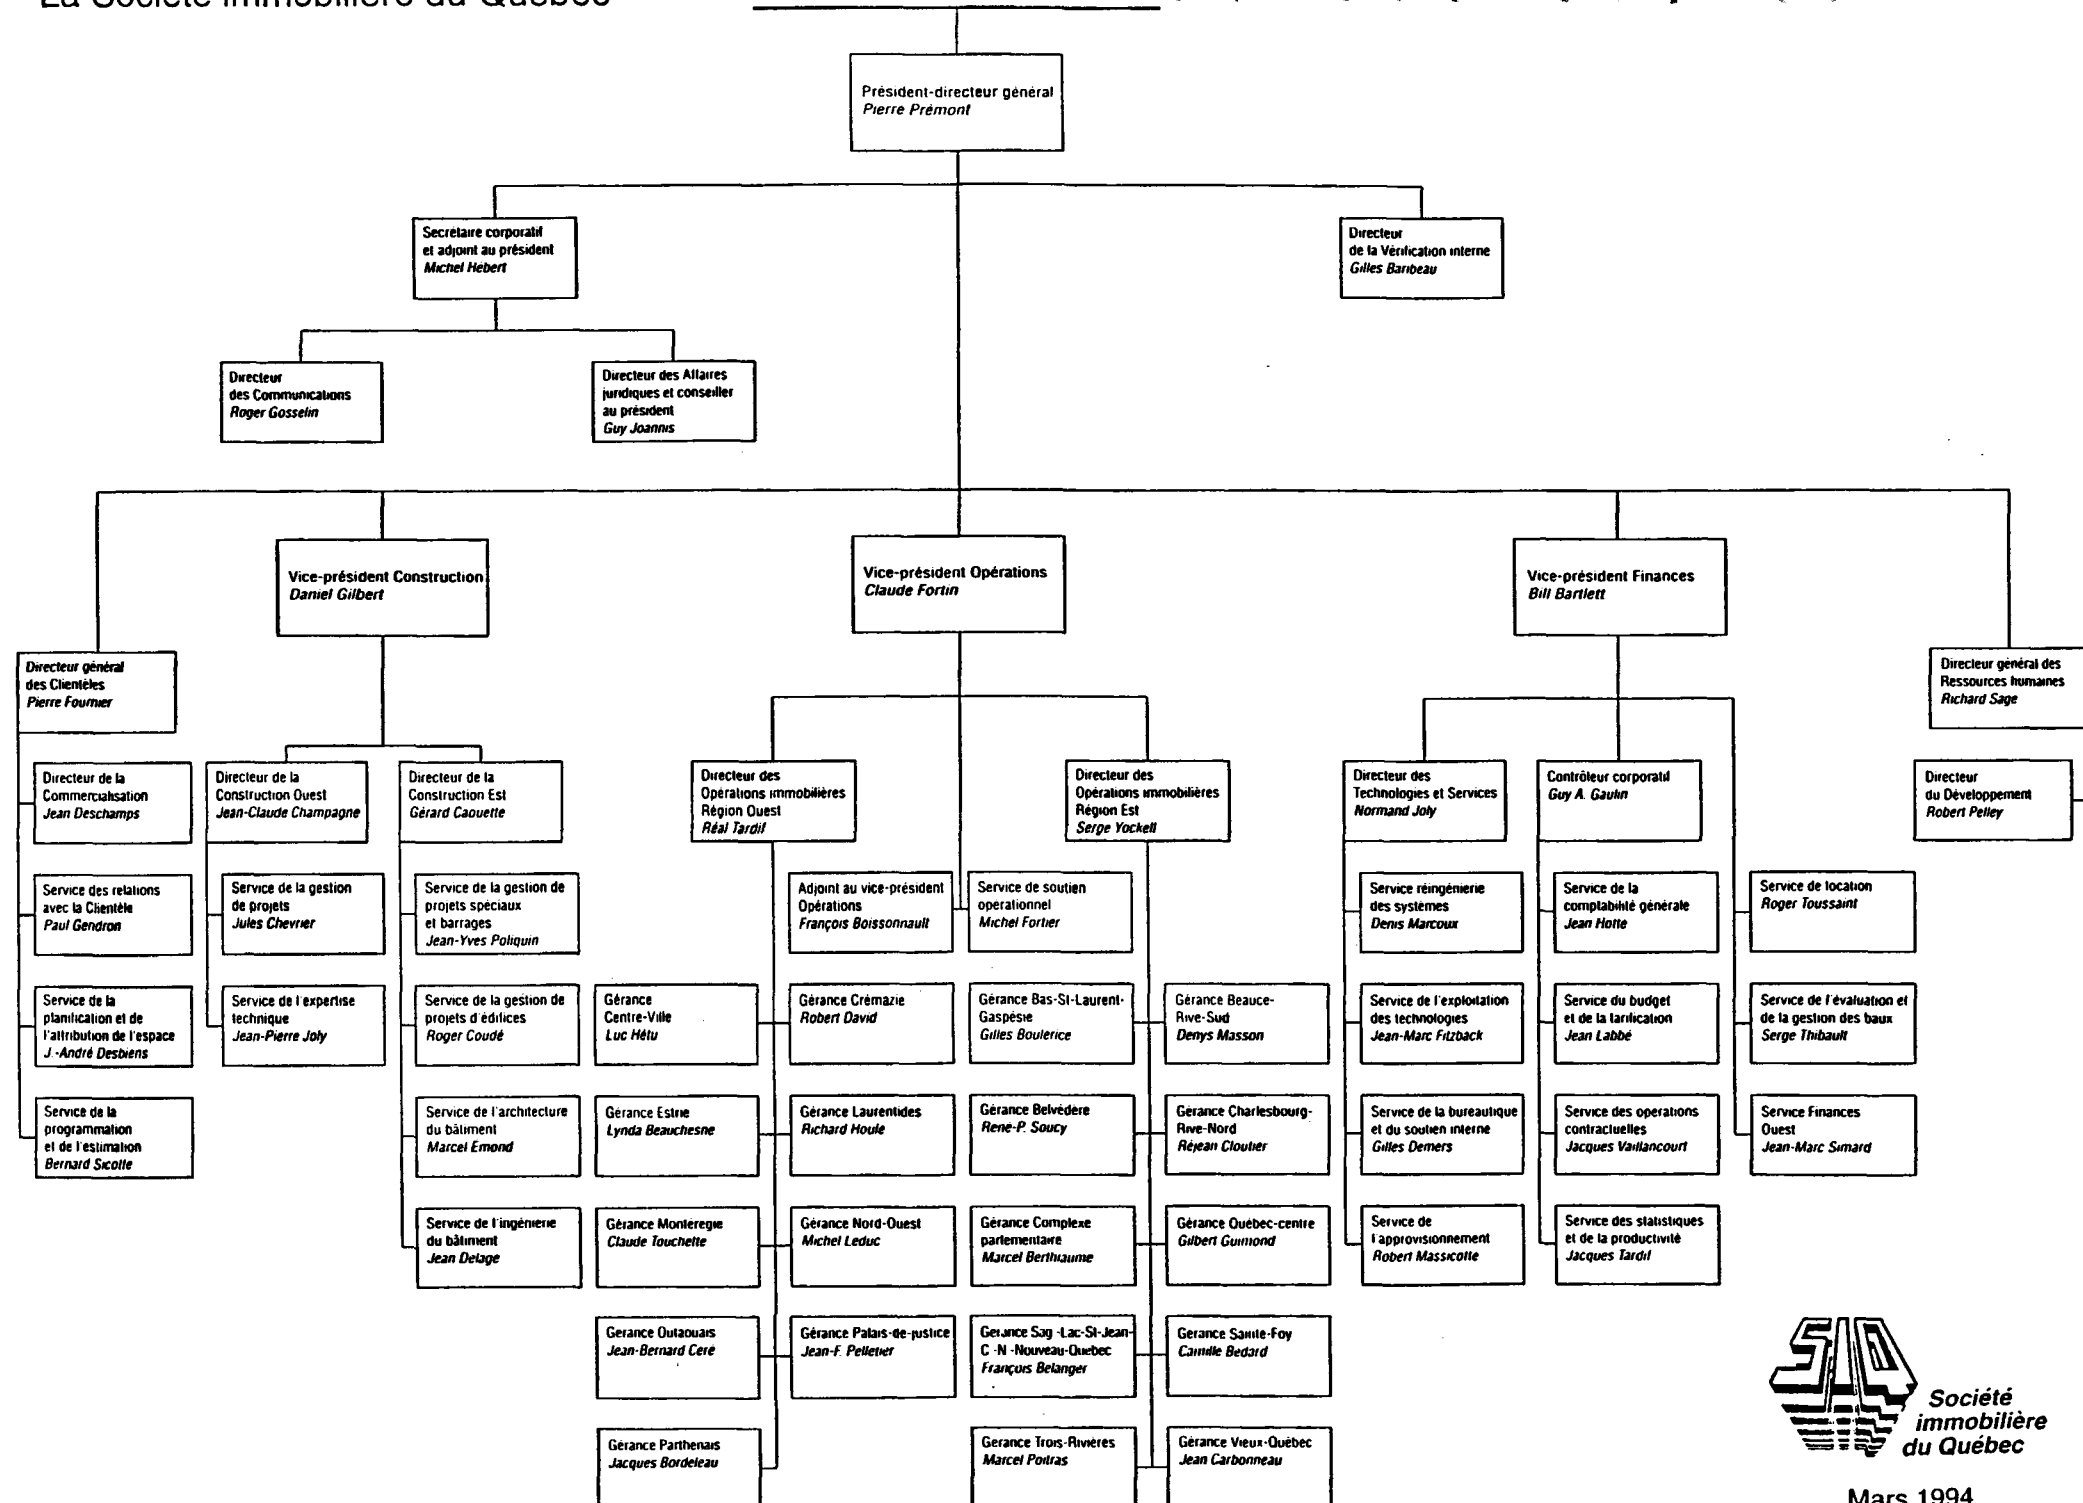 La Société immobilière du Québec
Président-directeur général
Pierre Prémont
Secrétaire corporatif
et adjoint au président
Michel Hébert
Directeur
de la Vérification interne
Gilles Baribeau
Directeur
des Communications
Roger Gosselin
Directeur des Affaires
juridiques et conseiller
au président
Guy Joannis
Vice-président Construction
Daniel Gilbert
Vice-président Opérations
Claude Fortin
Vice-président Finances
Bill Bartlett
Directeur général
des Clientèles
Pierre Fournier
Directeur général des
Ressources humaines
Richard Sage
Directeur de la
Commercialisation
Jean Deschamps
Directeur de la
Construction Ouest
Jean-Claude Champagne
Directeur de la
Construction Est
Gérard Caouette
Directeur des
Opérations immobilières
Région Ouest
Réal Tardif
Directeur des
Opérations immobilières
Région Est
Serge Yockell
Directeur des
Technologies et Services
Normand Joly
Contrôleur corporatif
Guy A. Gaulin
Directeur
du Développement
Robert Pelley
Service des relations
avec la Clientèle
Paul Gendron
Service de la gestion
de projets
Jules Chevrier
Service de la gestion de
projets spéciaux
et barrages
Jean-Yves Poliquin
Adjoint au vice-président
Opérations
François Boissonnault
Service de soutien
operationnel
Michel Fortier
Service réingénierie
des systèmes
Denis Marcoux
Service de la
comptabilité générale
Jean Hotte
Service de location
Roger Toussaint
Service de la
planification et de
l'attribution de l'espace
J.-André Desbiens
Service de l'expertise
technique
Jean-Pierre Joly
Service de la gestion de
projets d'édifices
Roger Coudé
Gérance
Centre-Ville
Luc Hétu
Gérance Crémazie
Robert David
Gérance Bas-St-Laurent-
Gaspésie
Gilles Boulerice
Gérance Beauce-
Rive-Sud
Denys Masson
Service de l'exploitation
des technologies
Jean-Marc Fitzback
Service du budget
et de la tarification
Jean Labbé
Service de l'évaluation et
de la gestion des baux
Serge Thibault
Service de la
programmation
et de l'estimation
Bernard Sicotte
Service de l'architecture
du bâtiment
Marcel Emond
Gérance Estrie
Lynda Beauchesne
Gérance Laurentides
Richard Houle
Gérance Belvédère
René-P. Soucy
Gérance Charlesbourg-
Rive-Nord
Réjean Cloutier
Service de la bureautique
et du soutien interne
Gilles Demers
Service des operations
contractuelles
Jacques Vaillancourt
Service Finances
Ouest
Jean-Marc Simard
Service de l'ingénierie
du bâtiment
Jean Delage
Gérance Monteregie
Claude Touchette
Gérance Nord-Ouest
Michel Leduc
Gérance Complexe
parlementaire
Marcel Berthiaume
Gérance Québec-centre
Gilbert Guimond
Service de
l'approvisionnement
Robert Massicotte
Service des statistiques
et de la productivité
Jacques Tardif
Gerance Outaouais
Jean-Bernard Ceré
Gérance Palais-de-justice
Jean-F. Pelletier
Gerance Sag -Lac-St-Jean-
C -N -Nouveau-Quebec
François Belanger
Gerance Sainte-Foy
Camille Bedard
Gérance Parthenais
Jacques Bordeleau
Gerance Trois-Rivières
Marcel Poitras
Gérance Vieux-Québec
Jean Carbonneau
SIQ
Société
immobilière
du Québec
Mars 1994